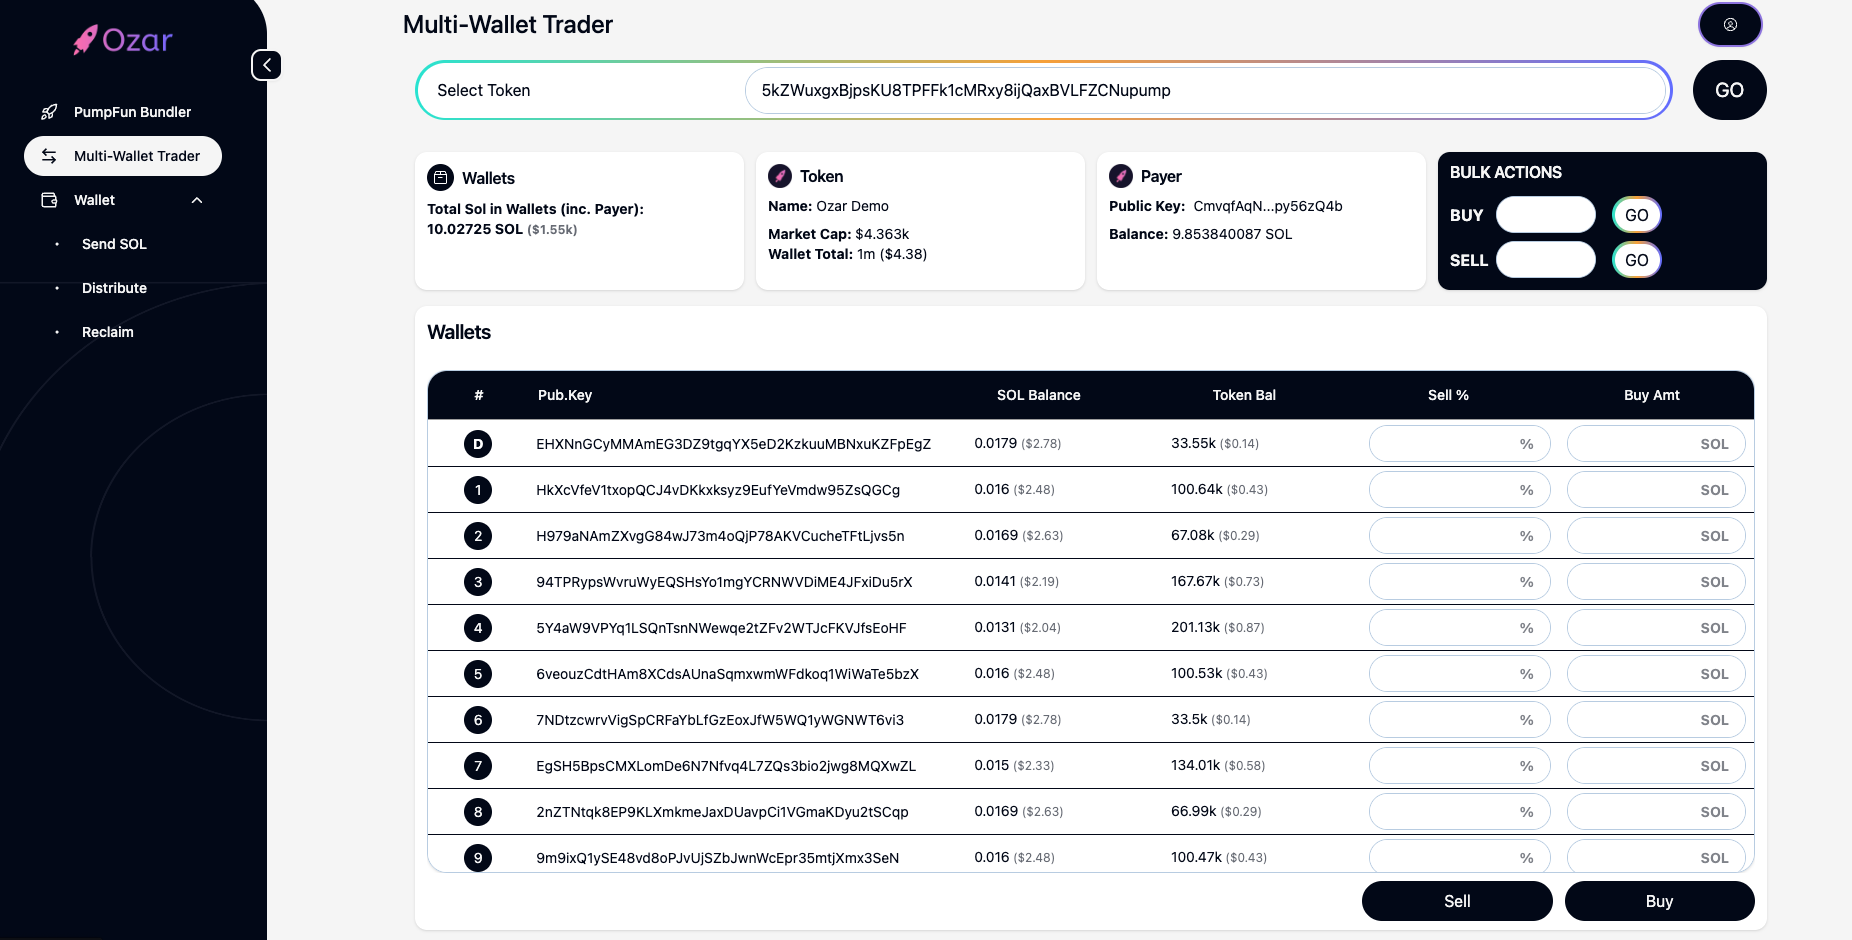 Ozar
PumpFun Bundler
Multi-Wallet Trader
Wallet
Send SOL
Distribute
Reclaim
Multi-Wallet Trader
Select Token 5kZWuxgxBjpsKU8TPFFk1cMRxy8ijQaxBVLFZCNupump GO
Wallets
Total Sol in Wallets (inc. Payer):
10.02725 SOL ($1.55k)
Token
Name: Ozar Demo
Market Cap: $4.363k
Wallet Total: 1m ($4.38)
Payer
Public Key: CmvqfAqN...py56zQ4b
Balance: 9.853840087 SOL
BULK ACTIONS
BUY GO
SELL GO
Wallets
# Pub.Key SOL Balance Token Bal Sell % Buy Amt
D EHXNnGCyMMAmEG3DZ9tgqYX5eD2KzkuuMBNxuKZFpEgZ 0.0179 ($2.78) 33.55k ($0.14) % SOL
1 HkXcVfeV1txopQCJ4vDKkxksyz9EufYeVmdw95ZsQGCg 0.016 ($2.48) 100.64k ($0.43) % SOL
2 H979aNAmZXvgG84wJ73m4oQjP78AKVCucheTFtLjvs5n 0.0169 ($2.63) 67.08k ($0.29) % SOL
3 94TPRypsWvruWyEQSHsYo1mgYCRNWVDiME4JFxiDu5rX 0.0141 ($2.19) 167.67k ($0.73) % SOL
4 5Y4aW9VPYq1LSQnTsnNWewqe2tZFv2WTJcFKVJfsEoHF 0.0131 ($2.04) 201.13k ($0.87) % SOL
5 6veouzCdtHAm8XCdsAUnaSqmxwmWFdkoq1WiWaTe5bzX 0.016 ($2.48) 100.53k ($0.43) % SOL
6 7NDtzcwrvVigSpCRFaYbLfGzEoxJfW5WQ1yWGNWT6vi3 0.0179 ($2.78) 33.5k ($0.14) % SOL
7 EgSH5BpsCMXLomDe6N7Nfvq4L7ZQs3bio2jwg8MQXwZL 0.015 ($2.33) 134.01k ($0.58) % SOL
8 2nZTNtqk8EP9KLXmkmeJaxDUavpCi1VGmaKDyu2tSCqp 0.0169 ($2.63) 66.99k ($0.29) % SOL
9 9m9ixQ1ySE48vd8oPJvUjSZbJwnWcEpr35mtjXmx3SeN 0.016 ($2.48) 100.47k ($0.43) % SOL
Sell Buy